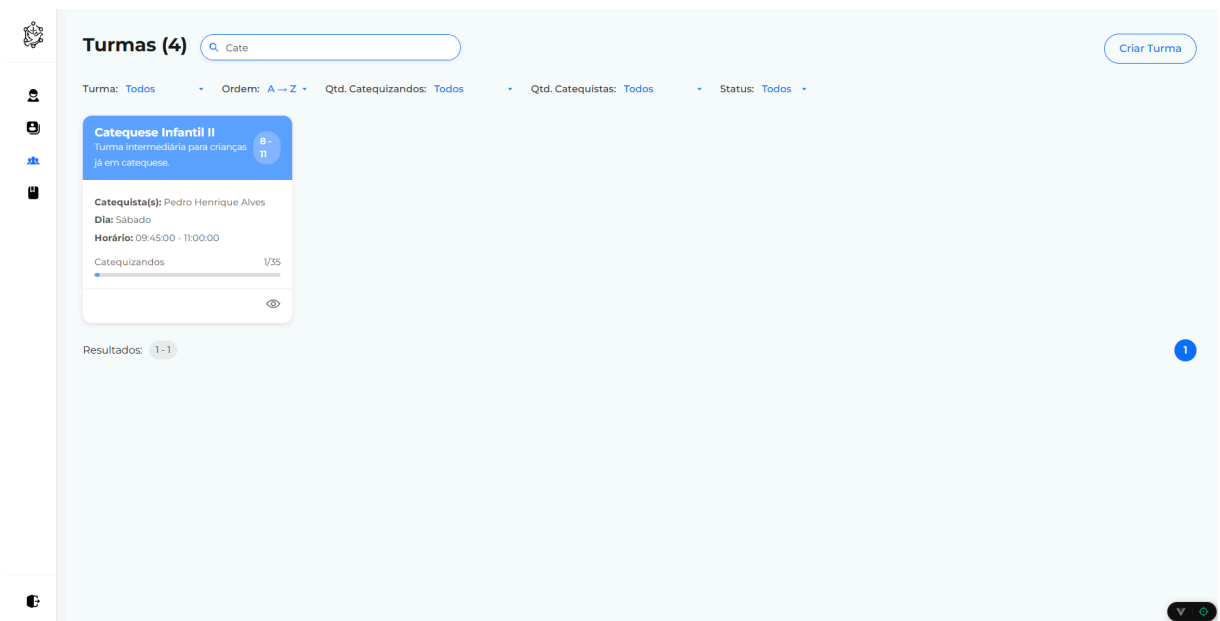 Turmas (4)
Cate
Criar Turma
Turma: Todos
Ordem: A → Z
Qtd. Catequizandos: Todos
Qtd. Catequistas: Todos
Status: Todos
Catequese Infantil II
Turma intermediária para crianças
já em catequese.
8 -
11
Catequista(s): Pedro Henrique Alves
Dia: Sábado
Horário: 09:45:00 - 11:00:00
Catequizandos
1/35
Resultados: 1 - 1
1